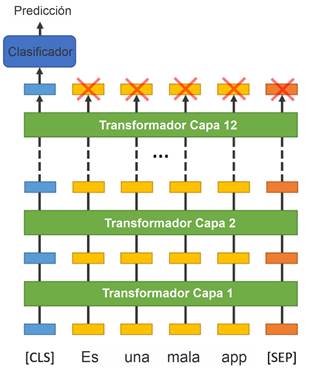 Predicción
Clasificador
Transformador Capa 12
...
Transformador Capa 2
Transformador Capa 1
[CLS] Es una mala app [SEP]